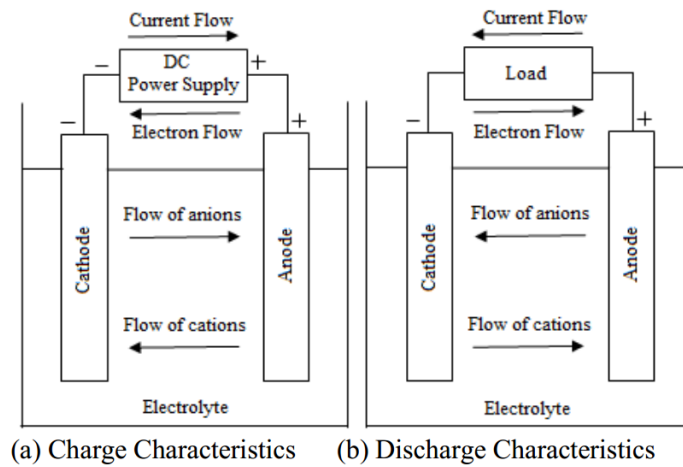 Current Flow
− DC +
Power Supply
− Electron Flow +
Flow of anions
Cathode
Anode
Flow of cations
Electrolyte
(a) Charge Characteristics
Current Flow
Load
− Electron Flow +
Flow of anions
Cathode
Anode
Flow of cations
Electrolyte
(b) Discharge Characteristics